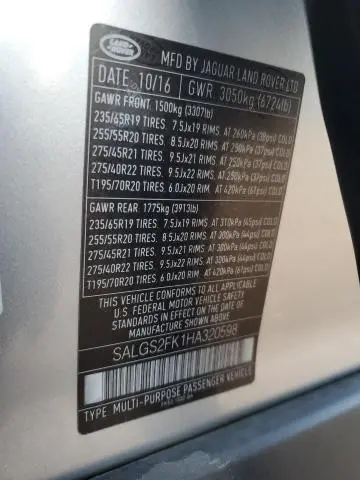 LAND ROVER
MFD BY JAGUAR LAND ROVER LTD
DATE: 10/16 GWR. 3050kg (6724lb)
GAWR FRONT: 1500kg (3307lb)
235/65R19 TIRES. 7.5Jx19 RIMS. AT 260kPa (38psi) COLD
255/55R20 TIRES. 8.5Jx20 RIMS. AT 290kPa (37psi) COLD
275/45R21 TIRES. 9.5Jx21 RIMS. AT 250kPa (37psi) COLD
275/40R22 TIRES. 9.5Jx22 RIMS. AT 290kPa (37psi) COLD
T195/70R20 TIRES. 6.0Jx20 RIM. AT 420kPa (61psi) COLD
GAWR REAR: 1775kg (3913lb)
235/65R19 TIRES. 7.5Jx19 RIMS. AT 310kPa (45psi) COLD
255/55R20 TIRES. 8.5Jx20 RIMS. AT 300kPa (44psi) COLD
275/45R21 TIRES. 9.5Jx21 RIMS. AT 300kPa (44psi) COLD
275/40R22 TIRES. 9.5Jx22 RIMS. AT 300kPa (44psi) COLD
T195/70R20 TIRES. 6.0Jx20 RIM. AT 420kPa (61psi) COLD
THIS VEHICLE CONFORMS TO ALL APPLICABLE
U.S. FEDERAL MOTOR VEHICLE SAFETY
STANDARDS IN EFFECT ON THE DATE OF
MANUFACTURE SHOWN ABOVE
SALGS2FK1HA320598
TYPE: MULTI-PURPOSE PASSENGER VEHICLE